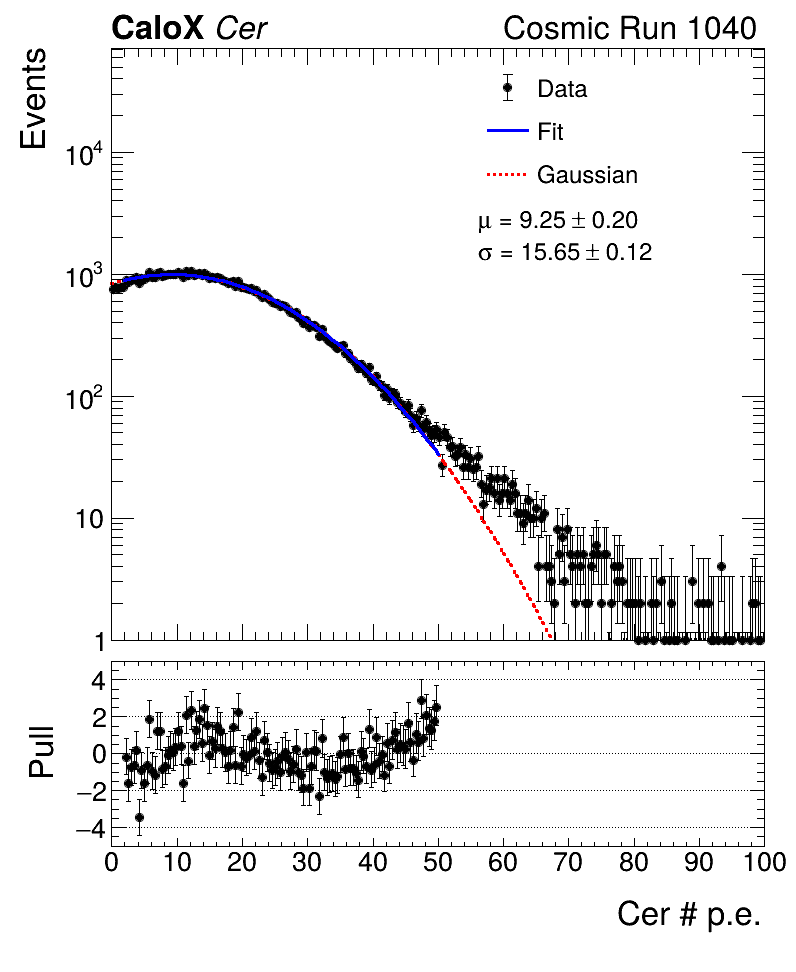 CaloX Cer
Cosmic Run 1040
Events
Data
Fit
Gaussian
μ = 9.25 ± 0.20
σ = 15.65 ± 0.12
10⁴
10³
10²
10
1
Pull
4
2
0
−2
−4
0 10 20 30 40 50 60 70 80 90 100
Cer # p.e.